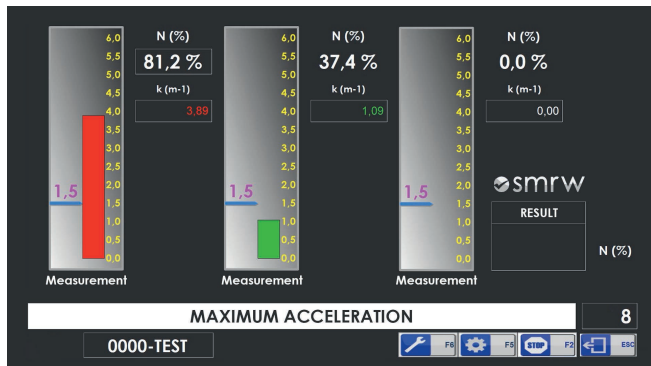 N (%)
81,2 %
k (m-1)
3,89
6,0
5,5
5,0
4,5
4,0
3,5
3,0
2,5
2,0
1,5
1,0
0,5
0,0
1,5
Measurement
N (%)
37,4 %
k (m-1)
1,09
6,0
5,5
5,0
4,5
4,0
3,5
3,0
2,5
2,0
1,5
1,0
0,5
0,0
1,5
Measurement
N (%)
0,0 %
k (m-1)
0,00
6,0
5,5
5,0
4,5
4,0
3,5
3,0
2,5
2,0
1,5
1,0
0,5
0,0
1,5
Measurement
smrw
RESULT
N (%)
MAXIMUM ACCELERATION
8
0000-TEST
F6
F5
STOP
F2
ESC